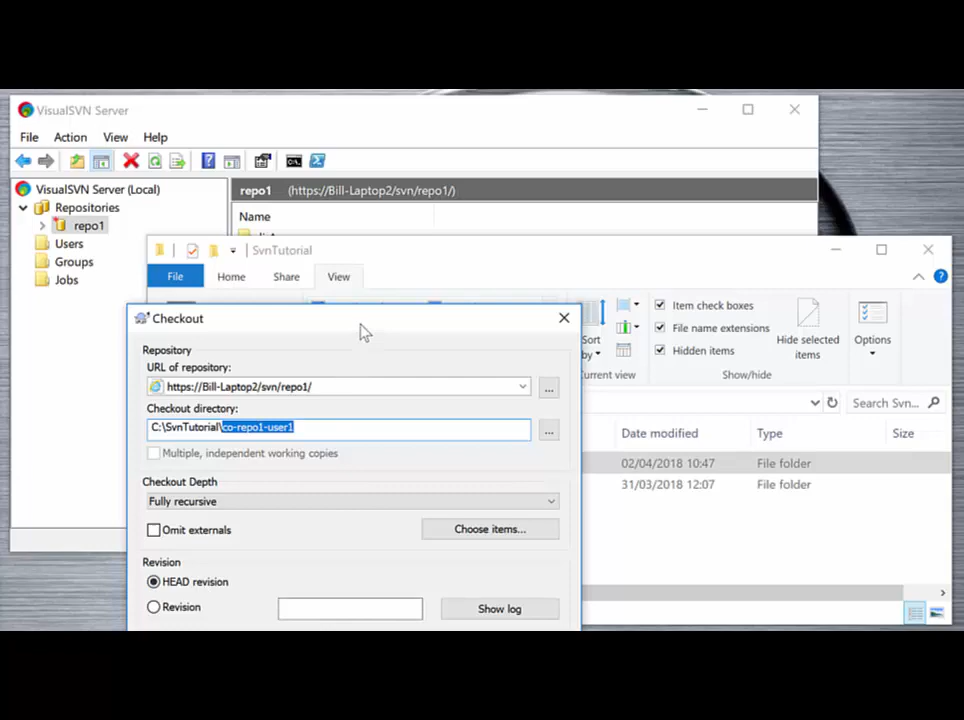 VisualSVN Server
File Action View Help
VisualSVN Server (Local)
Repositories
repo1
Users
Groups
Jobs
repo1 (https://Bill-Laptop2/svn/repo1/)
Name
SvnTutorial
File Home Share View
Item check boxes
File name extensions
Hidden items
Hide selected
items
Options
Sort
by
Current view
Show/hide
Search Svn...
Date modified Type Size
02/04/2018 10:47 File folder
31/03/2018 12:07 File folder
Checkout
Repository
URL of repository:
https://Bill-Laptop2/svn/repo1/
...
Checkout directory:
C:\SvnTutorial\co-repo1-user1
...
Multiple, independent working copies
Checkout Depth
Fully recursive
Omit externals
Choose items...
Revision
HEAD revision
Revision
Show log